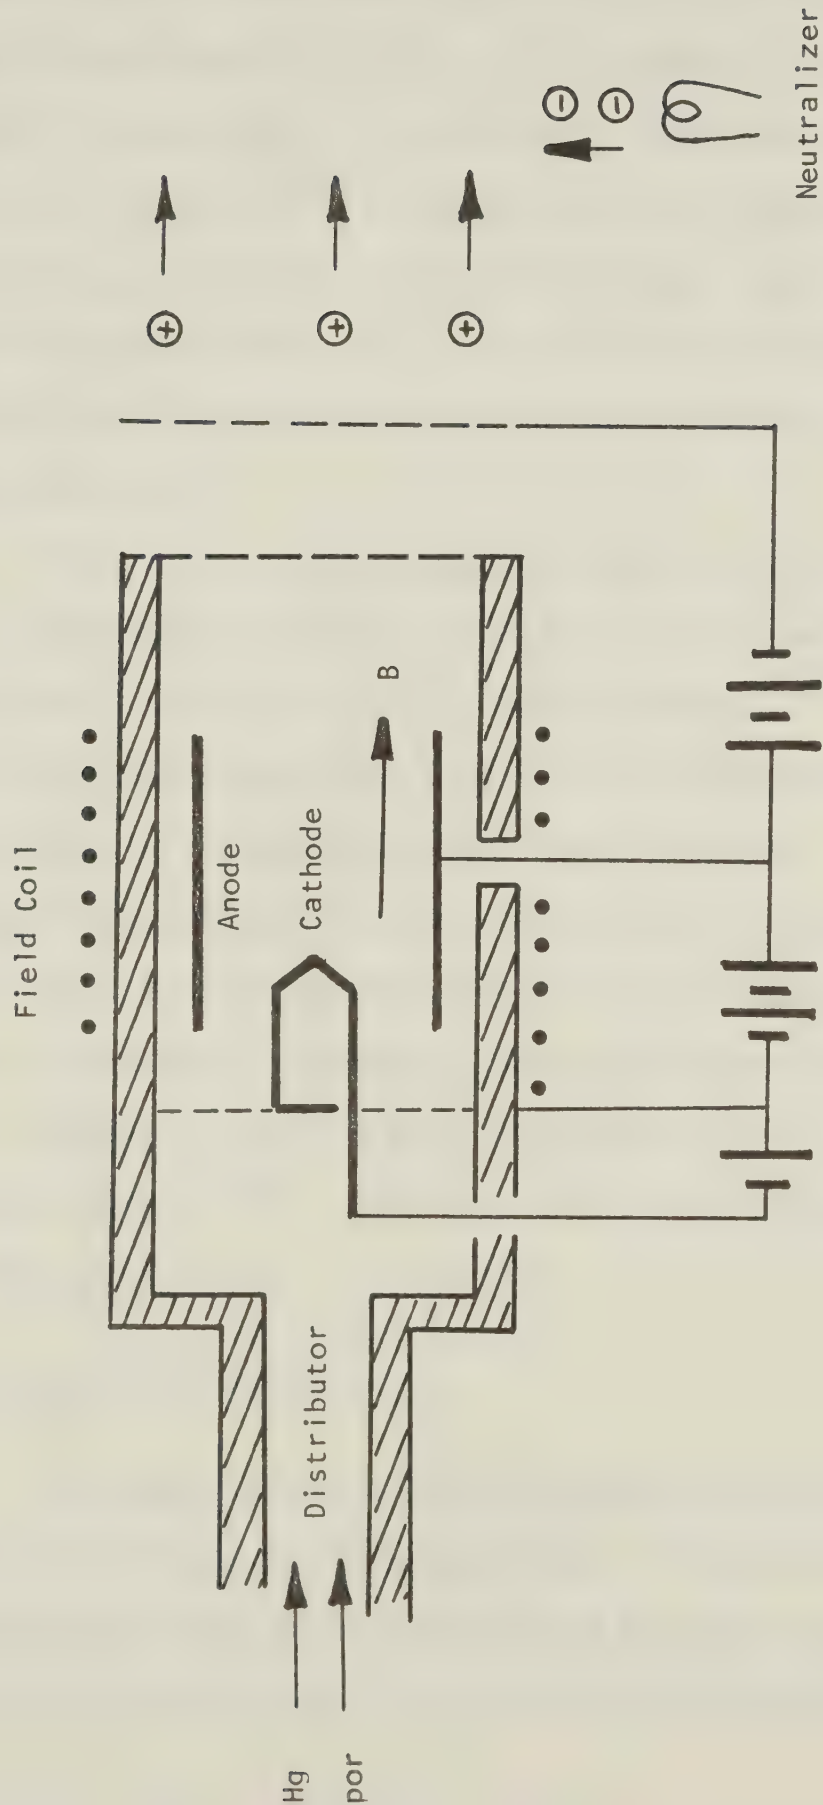 Field Coil
Neutralizer
Anode
Cathode
B
Distributor
Hg
por